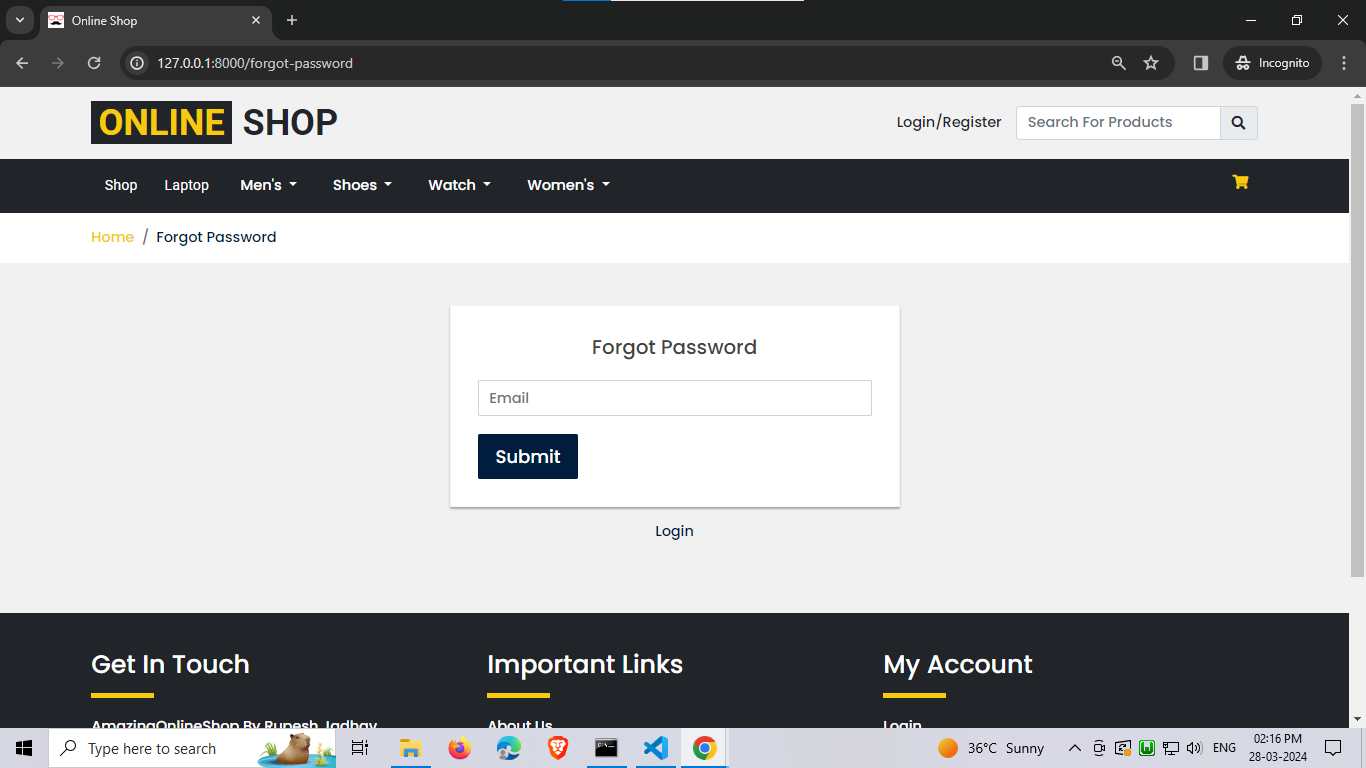 Online Shop
127.0.0.1:8000/forgot-password
Incognito
ONLINE SHOP
Login/Register
Search For Products
Shop
Laptop
Men's
Shoes
Watch
Women's
Home / Forgot Password
Forgot Password
Email
Submit
Login
Get In Touch
Important Links
My Account
AmazingOnlineShop By Rupesh Jadhav
About Us
Login
Type here to search
36°C Sunny
ENG
02:16 PM
28-03-2024